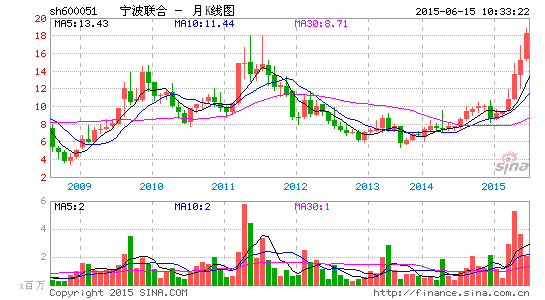 sh600051 宁波联合 - 月K线图 2015-06-15 10:33:22
MA5:13.43 MA10:11.44 MA30:8.71
18
16
14
12
10
8
6
4
2
sina
2009 2010 2011 2012 2013 2014 2015
MA5:2 MA10:2 MA30:1
6
4
2
x百万
Copyright 2015 SINA.COM http://finance.sina.com.cn